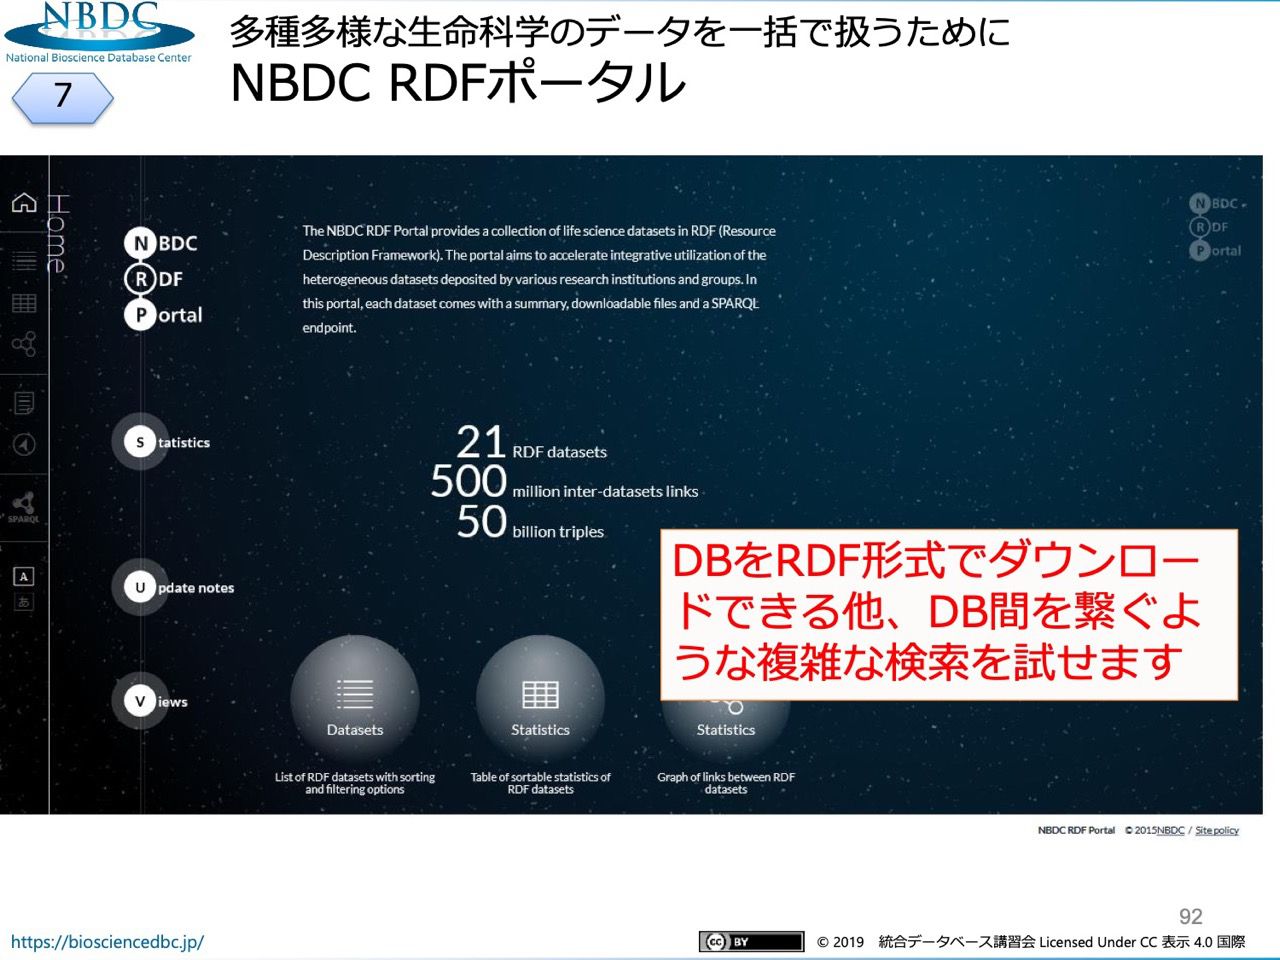 NBDC
National Bioscience Database Center
7
多種多様な生命科学のデータを一括で扱うために
NBDC RDFポータル
Home
NBDC
RDF
Portal
The NBDC RDF Portal provides a collection of life science datasets in RDF (Resource
Description Framework). The portal aims to accelerate integrative utilization of the
heterogeneous datasets deposited by various research institutions and groups. In
this portal, each dataset comes with a summary, downloadable files and a SPARQL
endpoint.
NBDC
RDF
Portal
Statistics
21 RDF datasets
500 million inter-datasets links
50 billion triples
SPARQL
A
あ
Update notes
DBをRDF形式でダウンロー
ドできる他、DB間を繋ぐよ
うな複雑な検索を試せます
Views
Datasets
Statistics
Statistics
List of RDF datasets with sorting
and filtering options
Table of sortable statistics of
RDF datasets
Graph of links between RDF
datasets
NBDC RDF Portal © 2015NBDC / Site policy
92
https://biosciencedbc.jp/
CC BY
© 2019 統合データベース講習会 Licensed Under CC 表示 4.0 国際